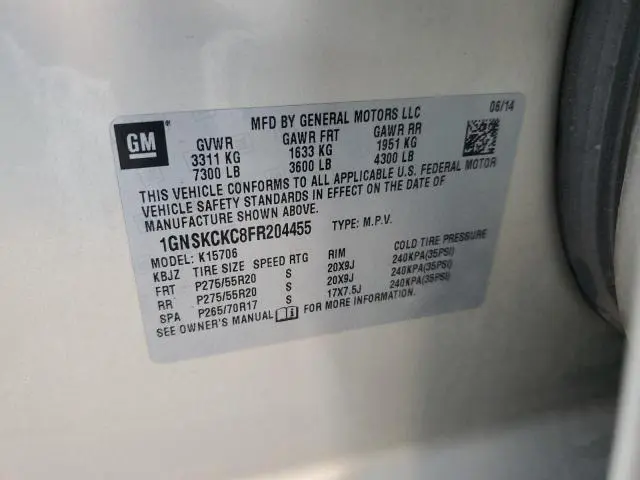 MFD BY GENERAL MOTORS LLC 06/14
GM
GVWR GAWR FRT GAWR RR
3311 KG 1633 KG 1951 KG
7300 LB 3600 LB 4300 LB
THIS VEHICLE CONFORMS TO ALL APPLICABLE U.S. FEDERAL MOTOR
VEHICLE SAFETY STANDARDS IN EFFECT ON THE DATE OF
MANUFACTURE SHOWN ABOVE.
1GNSKCKC8FR204455 TYPE: M.P.V.
MODEL: K15706
KBJZ TIRE SIZE SPEED RTG RIM COLD TIRE PRESSURE
FRT P275/55R20 S 20X9J 240KPA(35PSI)
RR P275/55R20 S 20X9J 240KPA(35PSI)
SPA P265/70R17 S 17X7.5J 240KPA(35PSI)
SEE OWNER'S MANUAL FOR MORE INFORMATION.